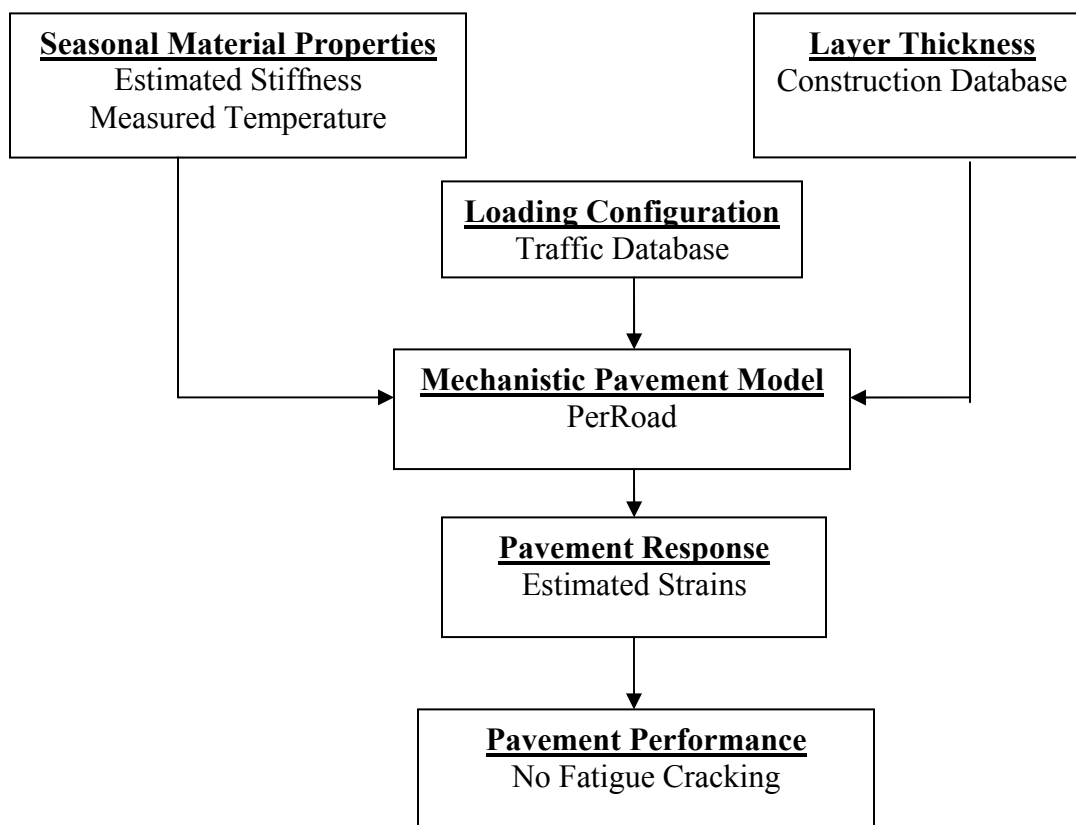 Seasonal Material Properties
Estimated Stiffness
Measured Temperature
Layer Thickness
Construction Database
Loading Configuration
Traffic Database
Mechanistic Pavement Model
PerRoad
Pavement Response
Estimated Strains
Pavement Performance
No Fatigue Cracking